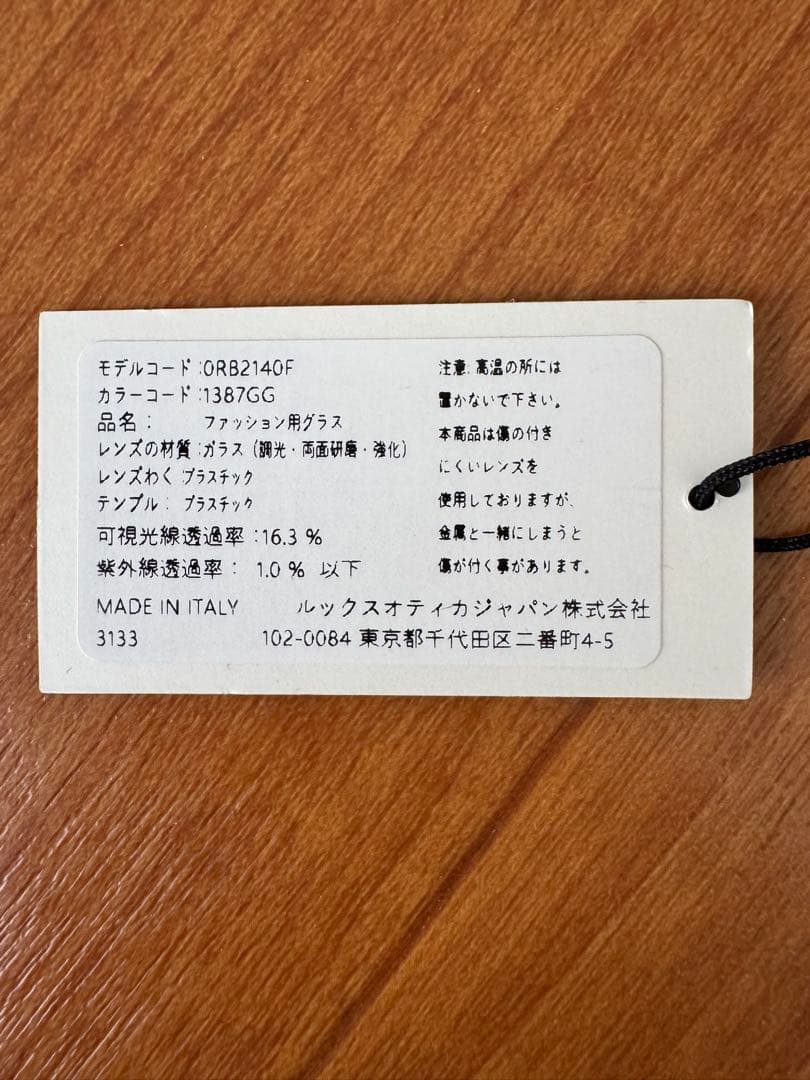 モデルコード:0RB2140F
カラーコード:1387GG
品名: ファッション用グラス
レンズの材質:ガラス(調光・両面研磨・強化)
レンズわく:プラスチック
テンプル: プラスチック
可視光線透過率:16.3 %
紫外線透過率: 1.0 % 以下
MADE IN ITALY ルックスオティカジャパン株式会社
3133 102-0084 東京都千代田区二番町4-5
注意:高温の所には
置かないで下さい。
本商品は傷の付き
にくいレンズを
使用しておりますが、
金属と一緒にしまうと
傷が付く事があります。